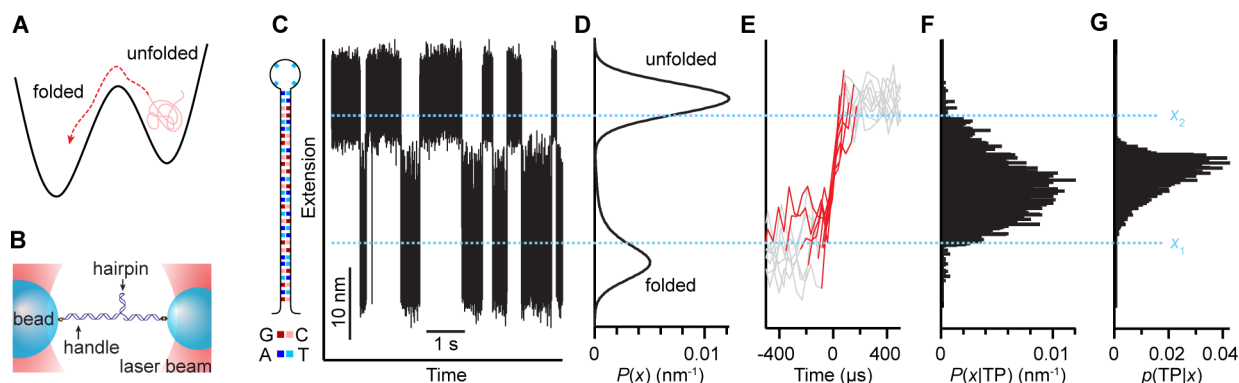 A
unfolded
folded
B
hairpin
bead
handle
laser beam
C
G C
A T
Extension
10 nm
1 s
Time
D
unfolded
folded
0 0.01
P(x) (nm⁻¹)
E
-400 0 400
Time (µs)
F
0 0.01
P(x|TP) (nm⁻¹)
G
x₂
x₁
0 0.02 0.04
p(TP|x)